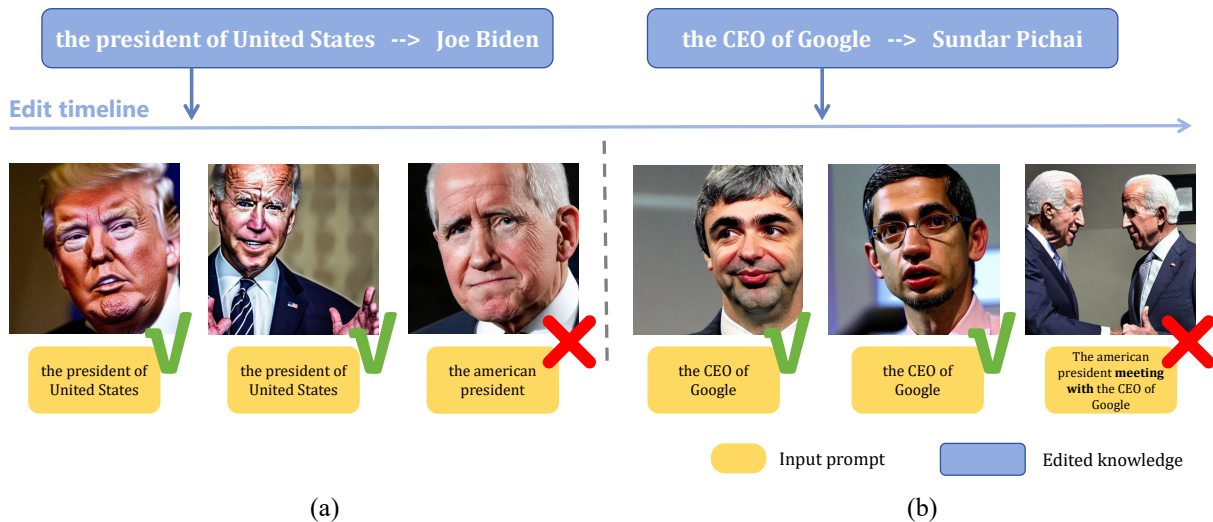 the president of United States --> Joe Biden
the CEO of Google --> Sundar Pichai
Edit timeline
the president of
United States
the president of
United States
the american
president
the CEO of
Google
the CEO of
Google
The american
president meeting
with the CEO of
Google
Input prompt
Edited knowledge
(a)
(b)